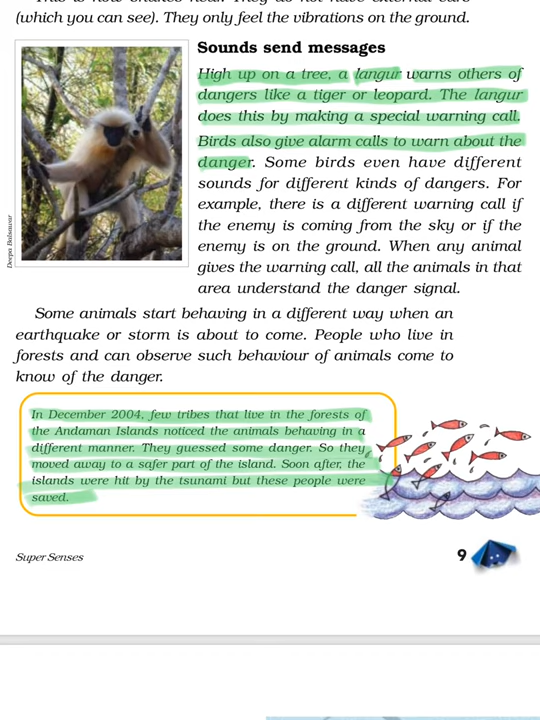 (which you can see). They only feel the vibrations on the ground.
Sounds send messages
High up on a tree, a langur warns others of
dangers like a tiger or leopard. The langur
does this by making a special warning call.
Birds also give alarm calls to warn about the
danger. Some birds even have different
sounds for different kinds of dangers. For
example, there is a different warning call if
the enemy is coming from the sky or if the
enemy is on the ground. When any animal
gives the warning call, all the animals in that
area understand the danger signal.
Deepa Balsavar
Some animals start behaving in a different way when an
earthquake or storm is about to come. People who live in
forests and can observe such behaviour of animals come to
know of the danger.
In December 2004, few tribes that live in the forests of
the Andaman Islands noticed the animals behaving in a
different manner. They guessed some danger. So they
moved away to a safer part of the island. Soon after, the
islands were hit by the tsunami but these people were
saved.
Super Senses
9